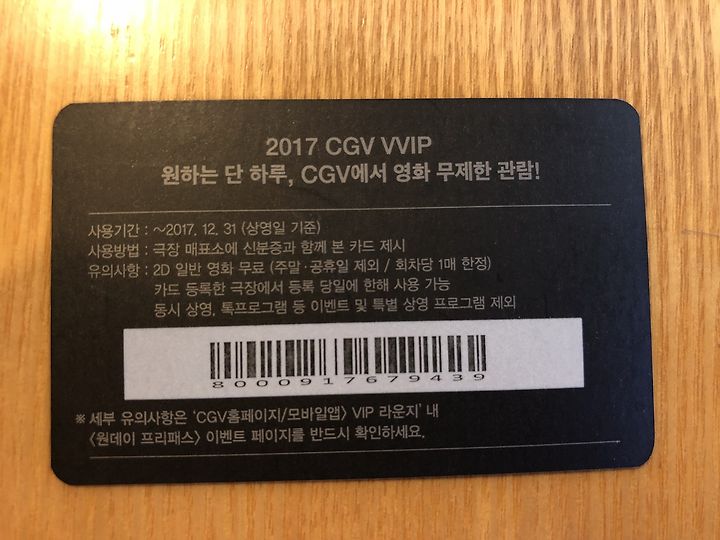 2017 CGV VVIP
원하는 단 하루, CGV에서 영화 무제한 관람!
사용기간 : ~2017. 12. 31 (상영일 기준)
사용방법 : 극장 매표소에 신분증과 함께 본 카드 제시
유의사항 : 2D 일반 영화 무료 (주말·공휴일 제외 / 회차당 1매 한정)
카드 등록한 극장에서 등록 당일에 한해 사용 가능
동시 상영, 톡프로그램 등 이벤트 및 특별 상영 프로그램 제외
8000917679439
※ 세부 유의사항은 'CGV홈페이지/모바일앱> VIP 라운지' 내
<원데이 프리패스> 이벤트 페이지를 반드시 확인하세요.